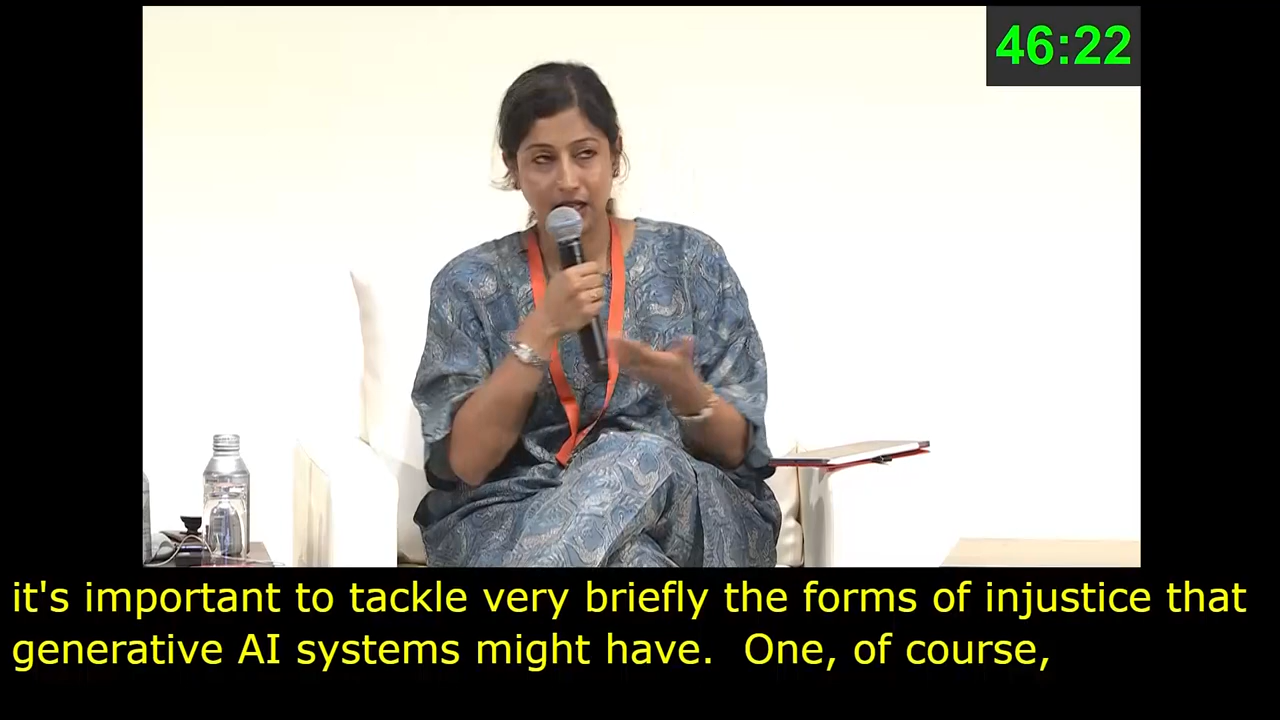 46:22
it's important to tackle very briefly the forms of injustice that
generative AI systems might have.  One, of course,